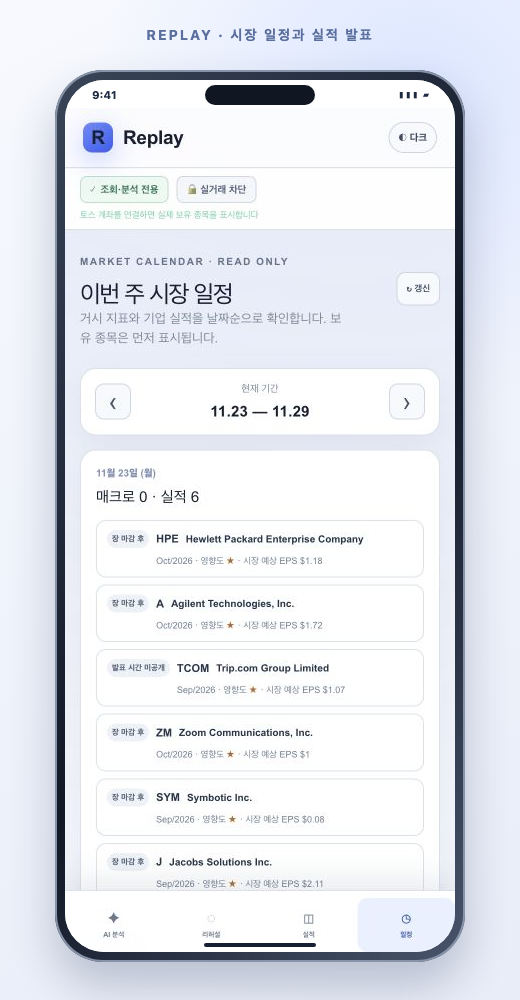 REPLAY · 시장 일정과 실적 발표
9:41
R Replay
◐ 다크
✓ 조회·분석 전용
🔒 실거래 차단
토스 계좌를 연결하면 실제 보유 종목을 표시합니다
MARKET CALENDAR · READ ONLY
이번 주 시장 일정
↻ 갱신
거시 지표와 기업 실적을 날짜순으로 확인합니다. 보
유 종목은 먼저 표시됩니다.
현재 기간
❮ 11.23 — 11.29 ❯
11월 23일 (월)
매크로 0 · 실적 6
장 마감 후 HPE Hewlett Packard Enterprise Company
Oct/2026 · 영향도 ★ · 시장 예상 EPS $1.18
장 마감 후 A Agilent Technologies, Inc.
Oct/2026 · 영향도 ★ · 시장 예상 EPS $1.72
발표 시간 미공개 TCOM Trip.com Group Limited
Sep/2026 · 영향도 ★ · 시장 예상 EPS $1.07
장 마감 후 ZM Zoom Communications, Inc.
Oct/2026 · 영향도 ★ · 시장 예상 EPS $1
장 마감 후 SYM Symbotic Inc.
Sep/2026 · 영향도 ★ · 시장 예상 EPS $0.08
장 마감 후 J Jacobs Solutions Inc.
Sep/2026 · 영향도 ★ · 시장 예상 EPS $2.11
AI 분석
리허설
실적
일정